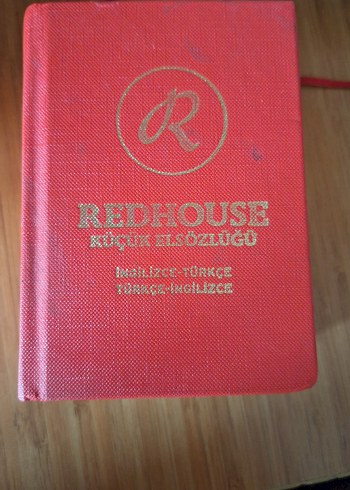 R
REDHOUSE
KÜÇÜK ELSÖZLÜĞÜ
İNGİLİZCE-TÜRKÇE
TÜRKÇE-İNGİLİZCE